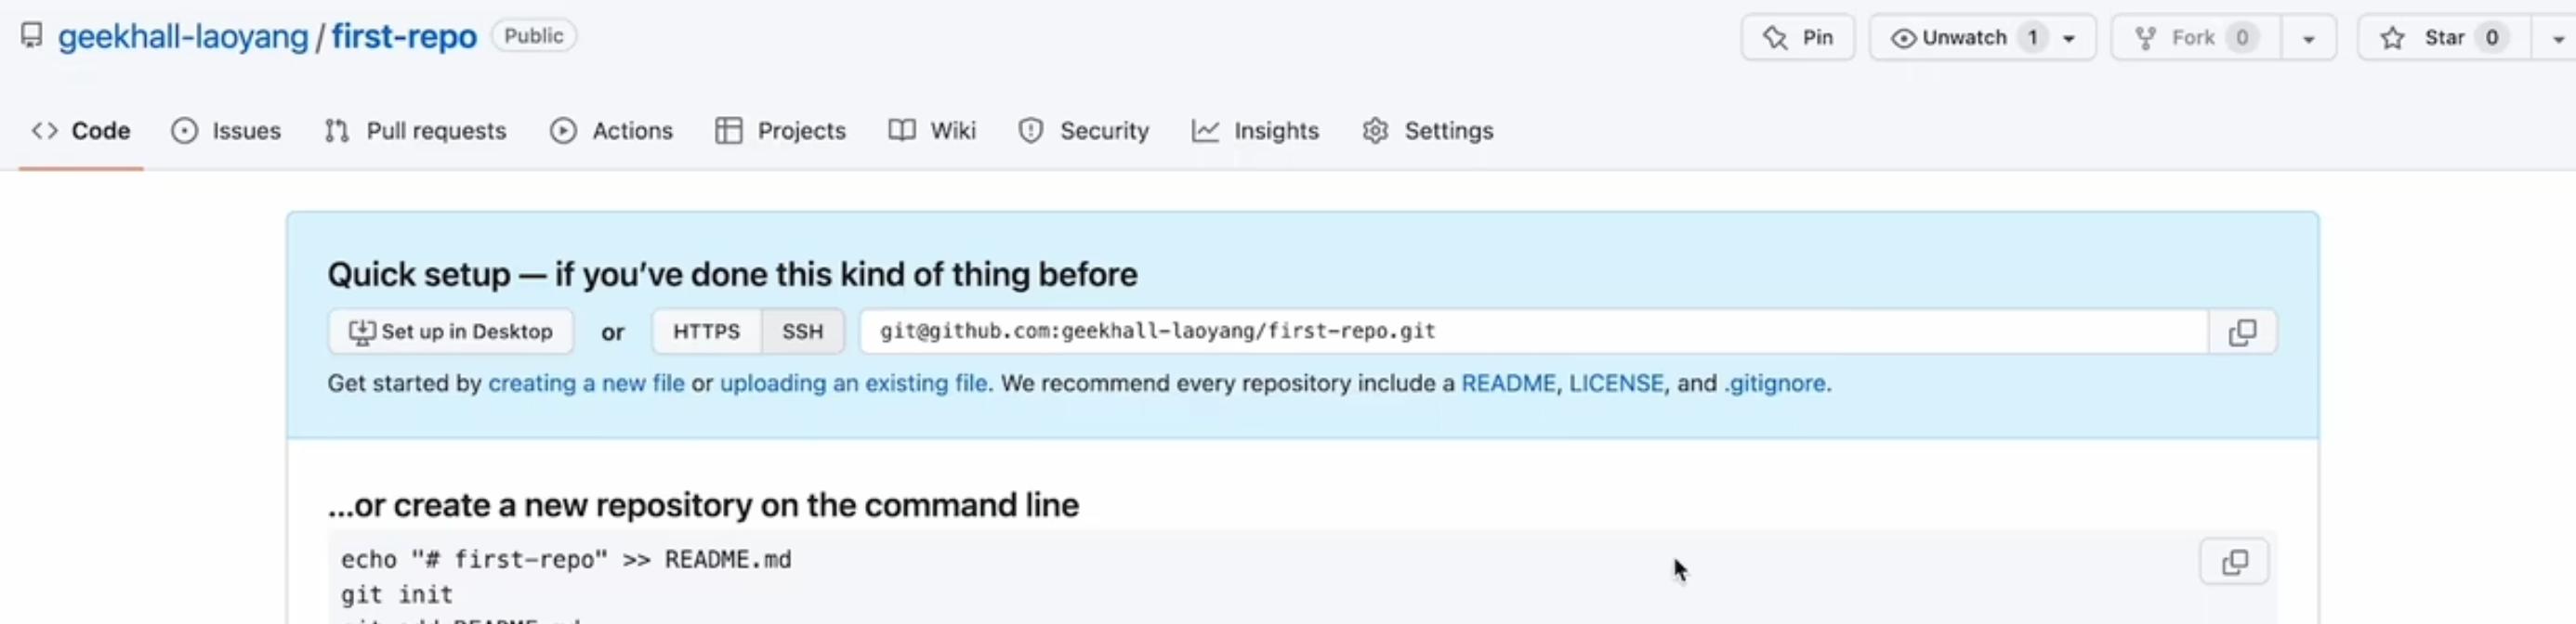 geekhall-laoyang / first-repo Public Pin Unwatch 1 Fork 0 Star 0
Code Issues Pull requests Actions Projects Wiki Security Insights Settings
Quick setup — if you’ve done this kind of thing before
Set up in Desktop or HTTPS SSH git@github.com:geekhall-laoyang/first-repo.git
Get started by creating a new file or uploading an existing file. We recommend every repository include a README, LICENSE, and .gitignore.
...or create a new repository on the command line
echo "# first-repo" >> README.md
git init